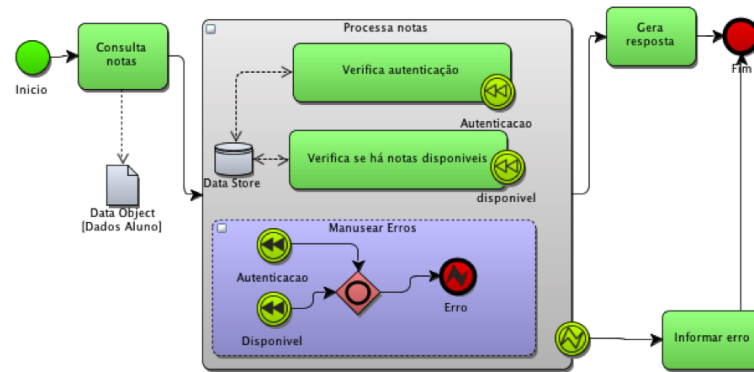 Inicio
Consulta
notas
Data Object
[Dados Aluno]
Processa notas
Verifica autenticação
Autenticacao
Data Store
Verifica se há notas disponiveis
disponivel
Manusear Erros
Autenticacao
Disponivel
Erro
Gera
resposta
Fim
Informar erro